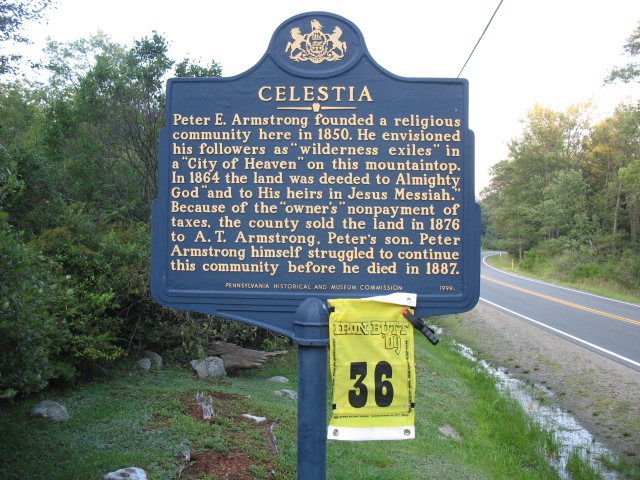 CELESTIA
Peter E. Armstrong founded a religious
community here in 1850. He envisioned
his followers as "wilderness exiles" in
a "City of Heaven" on this mountaintop.
In 1864 the land was deeded to Almighty
God "and to His heirs in Jesus Messiah."
Because of the "owner's" nonpayment of
taxes, the county sold the land in 1876
to A. T. Armstrong, Peter's son. Peter
Armstrong himself struggled to continue
this community before he died in 1887.
PENNSYLVANIA HISTORICAL AND MUSEUM COMMISSION 1999.
IRON BUTT
'09
36